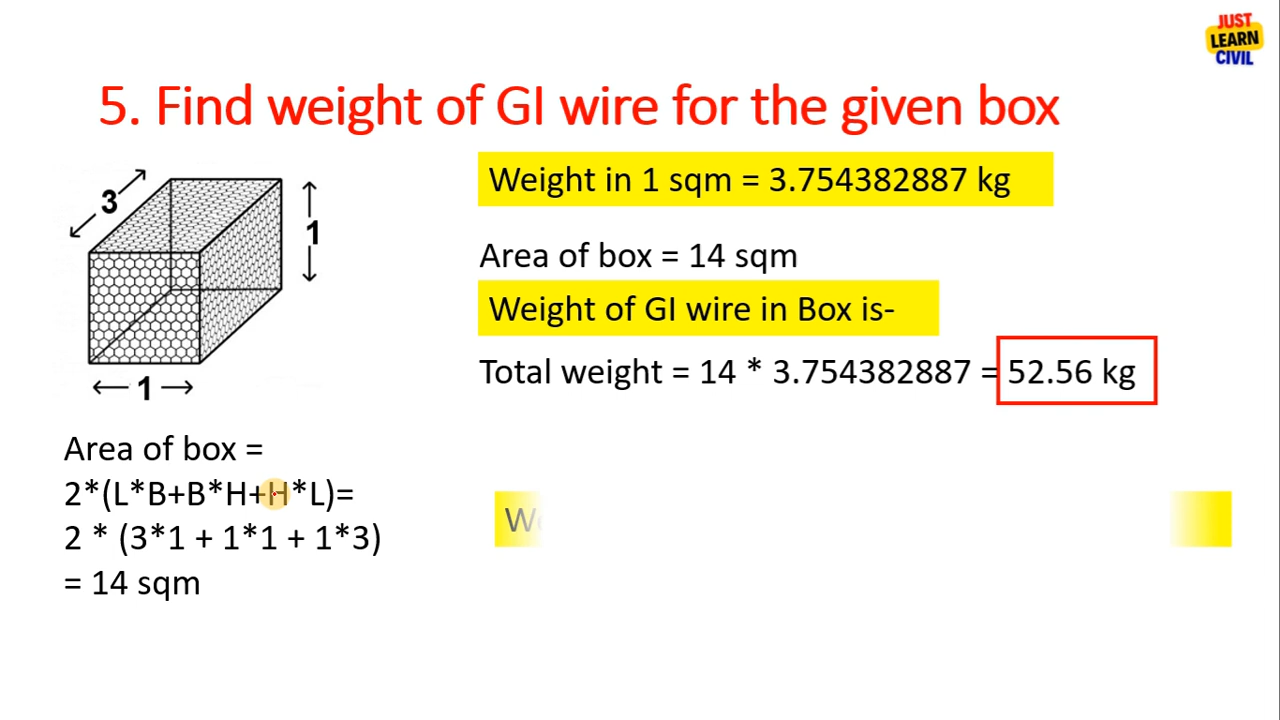 JUST
LEARN
CIVIL
5. Find weight of GI wire for the given box
3
1
1
Weight in 1 sqm = 3.754382887 kg
Area of box = 14 sqm
Weight of GI wire in Box is-
Total weight = 14 * 3.754382887 = 52.56 kg
Area of box =
2*(L*B+B*H+H*L)=
2 * (3*1 + 1*1 + 1*3)
= 14 sqm